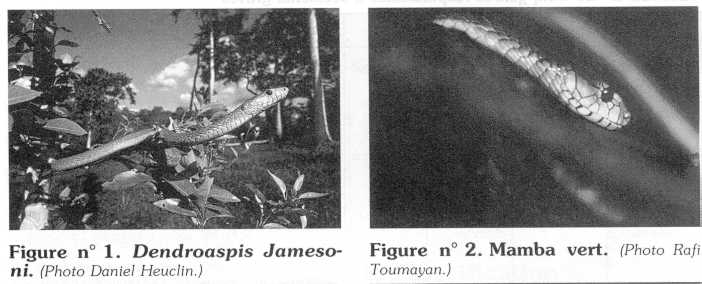 Figure n° 1. Dendroaspis Jameso-
ni. (Photo Daniel Heuclin.)
Figure n° 2. Mamba vert. (Photo Rafi
Toumayan.)